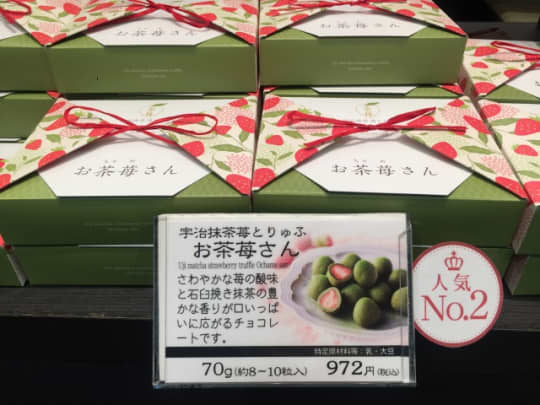 お茶苺さん
お茶苺さん
お茶苺さん
お茶苺さん
宇治抹茶苺とりゅふ
お茶苺さん
Uji matcha strawberry truffle Ochame san
さわやかな苺の酸味
と石臼挽き抹茶の豊
かな香りが口いっぱ
いに広がるチョコレ
ートです。
特定原材料等:乳・大豆
70g(約8~10粒入) 972円(税込)
人気
No.2